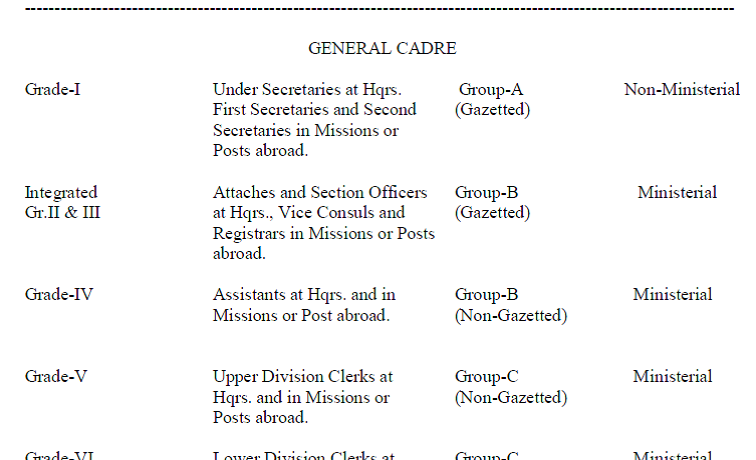 GENERAL CADRE
Grade-I Under Secretaries at Hqrs. Group-A Non-Ministerial
First Secretaries and Second (Gazetted)
Secretaries in Missions or
Posts abroad.
Integrated Attaches and Section Officers Group-B Ministerial
Gr.II & III at Hqrs., Vice Consuls and (Gazetted)
Registrars in Missions or Posts
abroad.
Grade-IV Assistants at Hqrs. and in Group-B Ministerial
Missions or Post abroad. (Non-Gazetted)
Grade-V Upper Division Clerks at Group-C Ministerial
Hqrs. and in Missions or (Non-Gazetted)
Posts abroad.
Grade-VI Lower Division Clerks at Group-C Ministerial